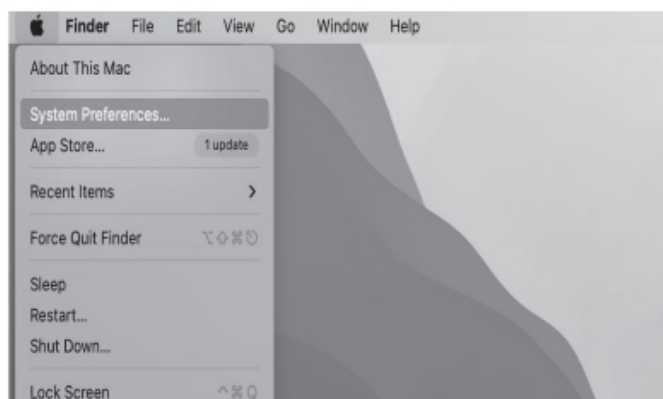 Finder File Edit View Go Window Help
About This Mac
System Preferences...
App Store... 1 update
Recent Items >
Force Quit Finder ⌥⇧⌘⎋
Sleep
Restart...
Shut Down...
Lock Screen ^⌘Q